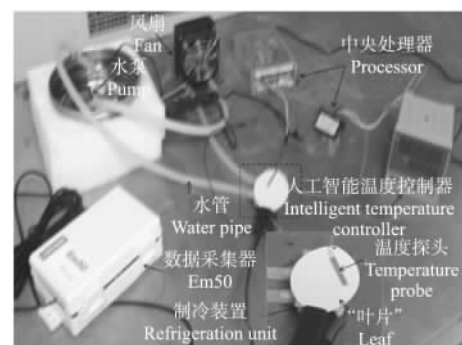 风扇
Fan
水泵
Pump
中央处理器
Processor
水管
Water pipe
人工智能温度控制器
Intelligent temperature
controller
数据采集器
Em50
温度探头
Temperature
probe
制冷装置
Refrigeration unit
“叶片”
Leaf
Em50